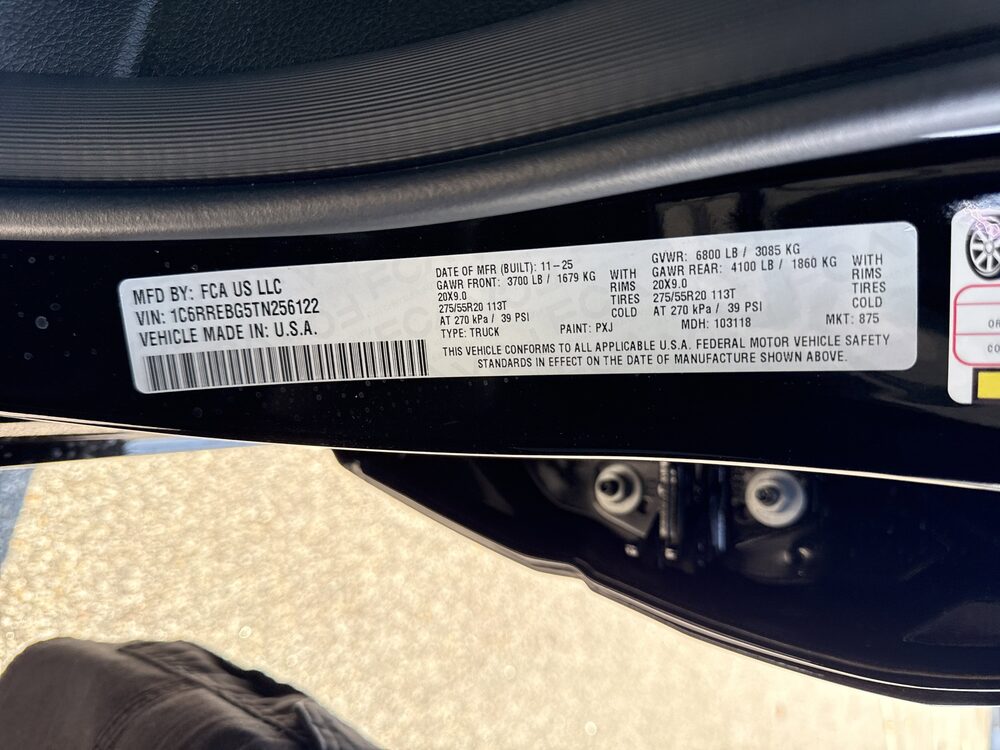 MFD BY: FCA US LLC
VIN: 1C6RREBG5TN256122
VEHICLE MADE IN: U.S.A.
DATE OF MFR (BUILT): 11-25
GAWR FRONT: 3700 LB / 1679 KG WITH
20X9.0 RIMS
275/55R20 113T TIRES
AT 270 kPa / 39 PSI COLD
TYPE: TRUCK PAINT: PXJ
GVWR: 6800 LB / 3085 KG
GAWR REAR: 4100 LB / 1860 KG WITH
20X9.0 RIMS
275/55R20 113T TIRES
AT 270 kPa / 39 PSI COLD
MDH: 103118 MKT: 875
THIS VEHICLE CONFORMS TO ALL APPLICABLE U.S.A. FEDERAL MOTOR VEHICLE SAFETY
STANDARDS IN EFFECT ON THE DATE OF MANUFACTURE SHOWN ABOVE.